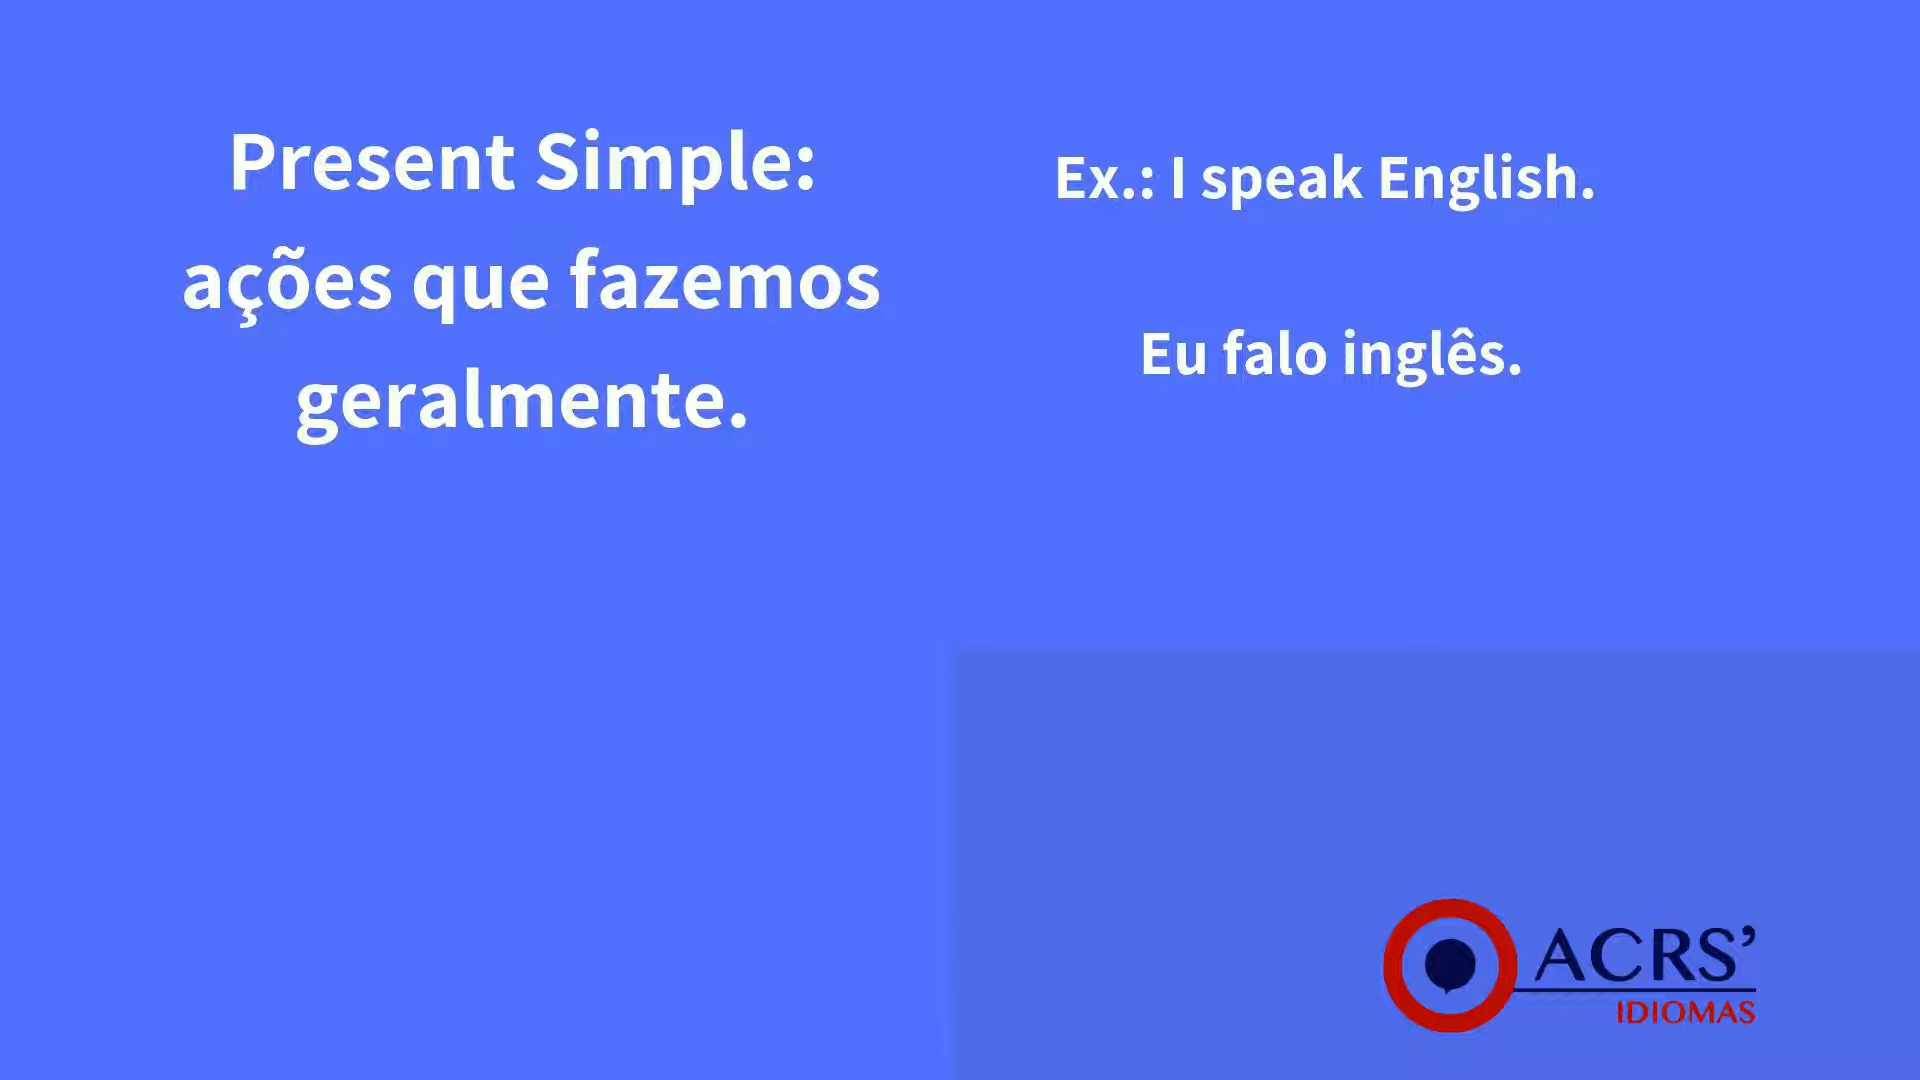 Present Simple:
ações que fazemos
geralmente.
Ex.: I speak English.
Eu falo inglês.
ACRS’
IDIOMAS